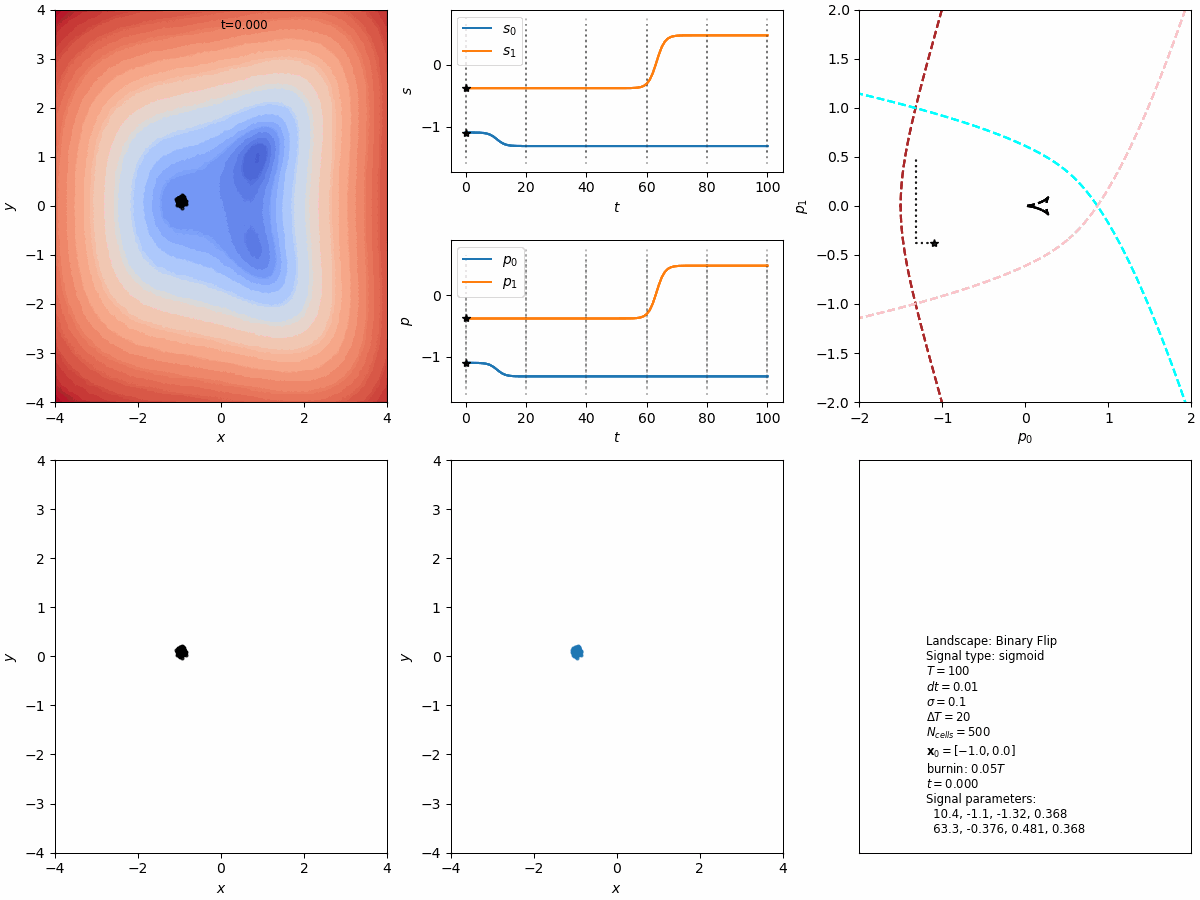 t=0.000
4
3
2
1
0
−1
−2
−3
−4
y
−4 −2 0 2 4
x
s₀
s₁
0
−1
s
0 20 40 60 80 100
t
p₀
p₁
0
−1
p
0 20 40 60 80 100
t
2.0
1.5
1.0
0.5
0.0
−0.5
−1.0
−1.5
−2.0
p₁
−2 −1 0 1 2
p₀
4
3
2
1
0
−1
−2
−3
−4
y
−4 −2 0 2 4
x
4
3
2
1
0
−1
−2
−3
−4
y
−4 −2 0 2 4
x
Landscape: Binary Flip
Signal type: sigmoid
T = 100
dt = 0.01
σ = 0.1
ΔT = 20
N_cells = 500
x₀ = [−1.0, 0.0]
burnin: 0.05T
t = 0.000
Signal parameters:
10.4, -1.1, -1.32, 0.368
63.3, -0.376, 0.481, 0.368